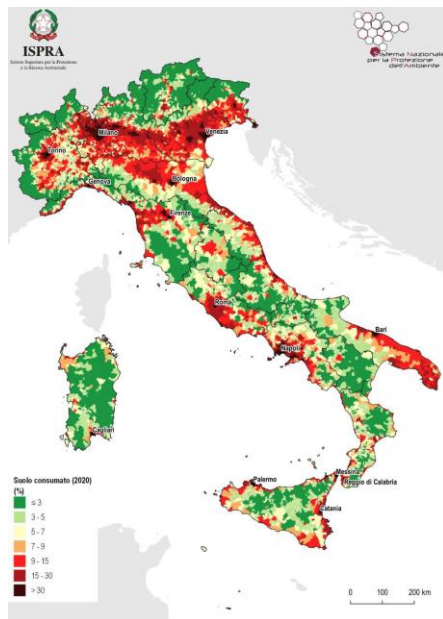 ISPRA
Istituto Superiore per la Protezione
e la Ricerca Ambientale
Sistema Nazionale
per la Protezione
dell'Ambiente
Milano
Venezia
Torino
Genova
Bologna
Firenze
Roma
Bari
Napoli
Cagliari
Messina
Palermo
Reggio di Calabria
Catania
Suolo consumato (2020)
(%)
≤ 3
3 - 5
5 - 7
7 - 9
9 - 15
15 - 30
> 30
0 100 200 km